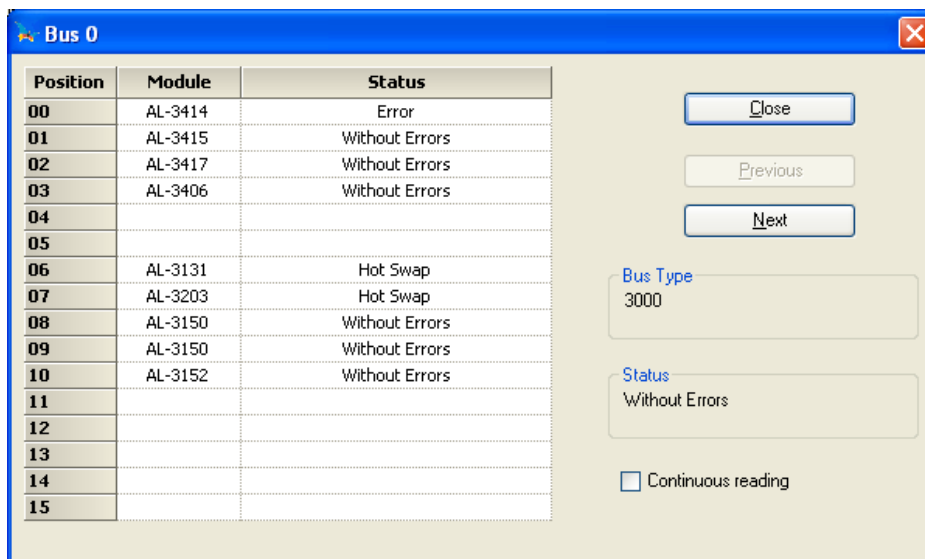 Bus 0
Position Module Status
00 AL-3414 Error
01 AL-3415 Without Errors
02 AL-3417 Without Errors
03 AL-3406 Without Errors
04
05
06 AL-3131 Hot Swap
07 AL-3203 Hot Swap
08 AL-3150 Without Errors
09 AL-3150 Without Errors
10 AL-3152 Without Errors
11
12
13
14
15
Close
Previous
Next
Bus Type
3000
Status
Without Errors
Continuous reading